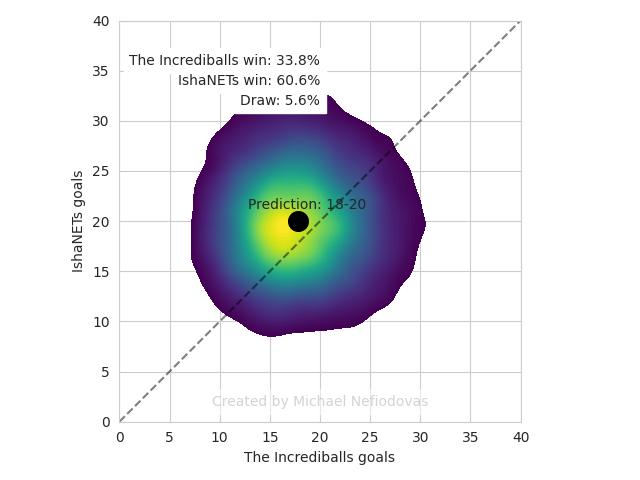 40
35
30
25
20
15
10
5
0
IshaNETs goals
The Incrediballs win: 33.8%
IshaNETs win: 60.6%
Draw: 5.6%
Prediction: 18-20
Created by Michael Nefiodovas
0 5 10 15 20 25 30 35 40
The Incrediballs goals